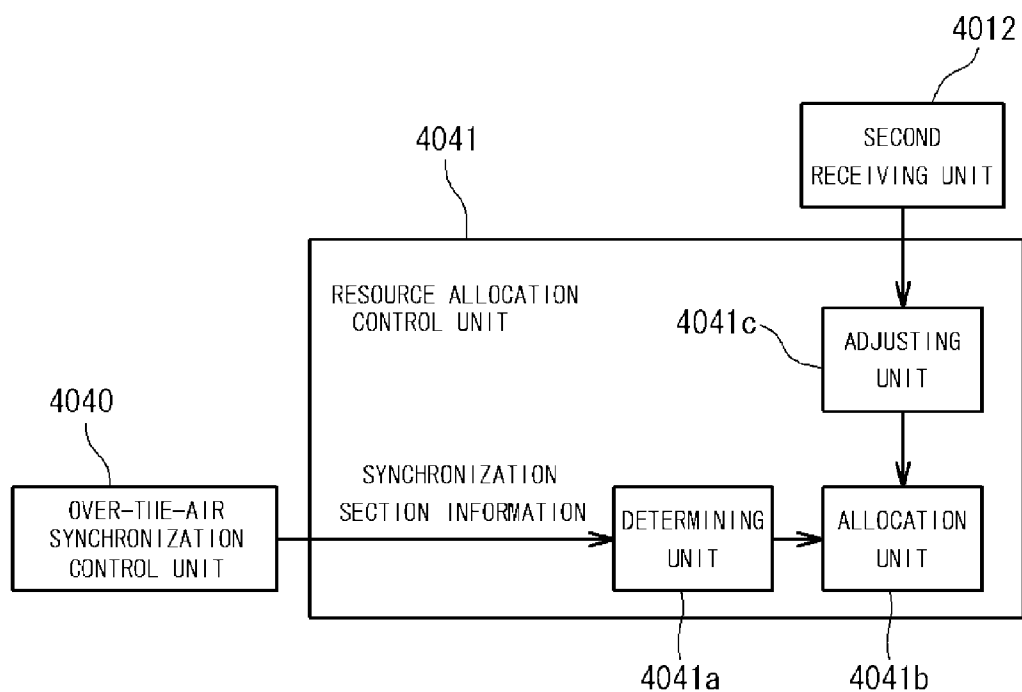 4012
SECOND
RECEIVING UNIT
4041
RESOURCE ALLOCATION
CONTROL UNIT
4041c
ADJUSTING
UNIT
4040
OVER-THE-AIR
SYNCHRONIZATION
CONTROL UNIT
SYNCHRONIZATION
SECTION INFORMATION
DETERMINING
UNIT
ALLOCATION
UNIT
4041a
4041b